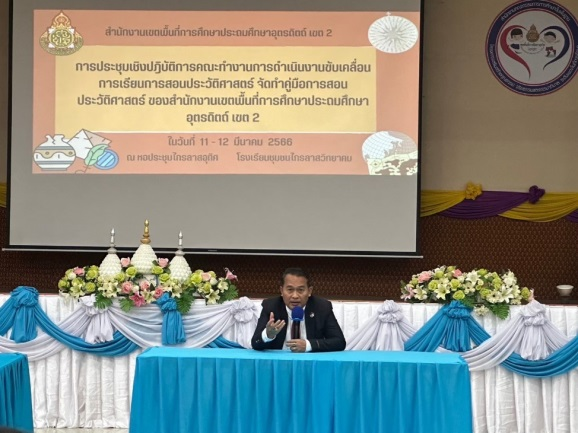 สำนักงานเขตพื้นที่การศึกษาประถมศึกษาอุตรดิตถ์ เขต 2
การประชุมเชิงปฏิบัติการคณะทำงานการดำเนินงานขับเคลื่อน
การเรียนการสอนประวัติศาสตร์ จัดทำคู่มือการสอน
ประวัติศาสตร์ ของสำนักงานเขตพื้นที่การศึกษาประถมศึกษา
อุตรดิตถ์ เขต 2
ในวันที่ 11 - 12 มีนาคม 2566
ณ หอประชุมไกรลาสอุทิศ โรงเรียนชุมชนไกรลาสวิทยาคม